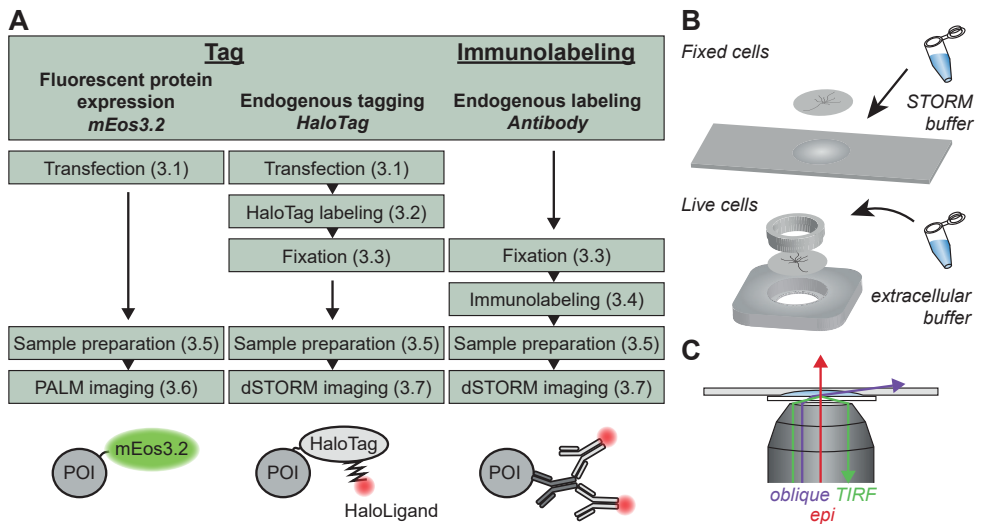 A
Tag
Immunolabeling
Fluorescent protein
expression
mEos3.2
Endogenous tagging
HaloTag
Endogenous labeling
Antibody
Transfection (3.1)
Transfection (3.1)
HaloTag labeling (3.2)
Fixation (3.3)
Fixation (3.3)
Immunolabeling (3.4)
Sample preparation (3.5)
Sample preparation (3.5)
Sample preparation (3.5)
PALM imaging (3.6)
dSTORM imaging (3.7)
dSTORM imaging (3.7)
POI
mEos3.2
POI
HaloTag
HaloLigand
POI
B
Fixed cells
STORM
buffer
Live cells
extracellular
buffer
C
oblique TIRF
epi